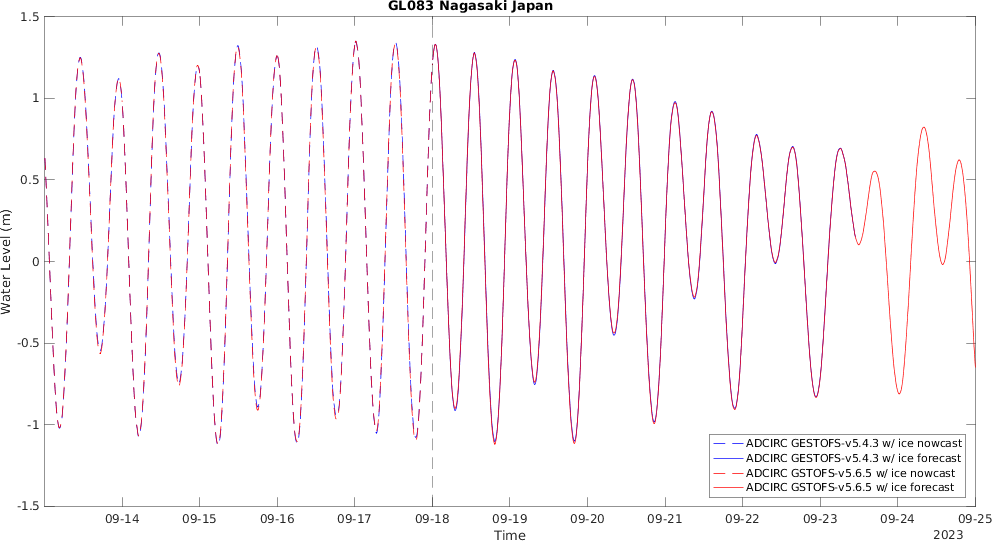 GL083 Nagasaki Japan
1.5
1
0.5
0
-0.5
-1
-1.5
Water Level (m)
ADCIRC GESTOFS-v5.4.3 w/ ice nowcast
ADCIRC GESTOFS-v5.4.3 w/ ice forecast
ADCIRC GSTOFS-v5.6.5 w/ ice nowcast
ADCIRC GSTOFS-v5.6.5 w/ ice forecast
09-14 09-15 09-16 09-17 09-18 09-19 09-20 09-21 09-22 09-23 09-24 09-25
Time
2023